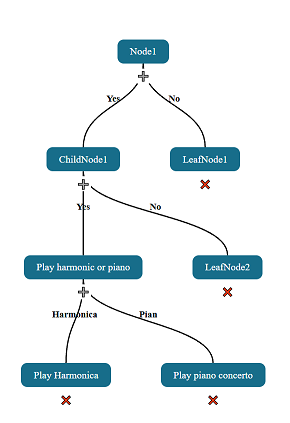 Node1
Yes
No
ChildNode1
LeafNode1
Yes
No
Play harmonic or piano
LeafNode2
Harmonica
Pian
Play Harmonica
Play piano concerto